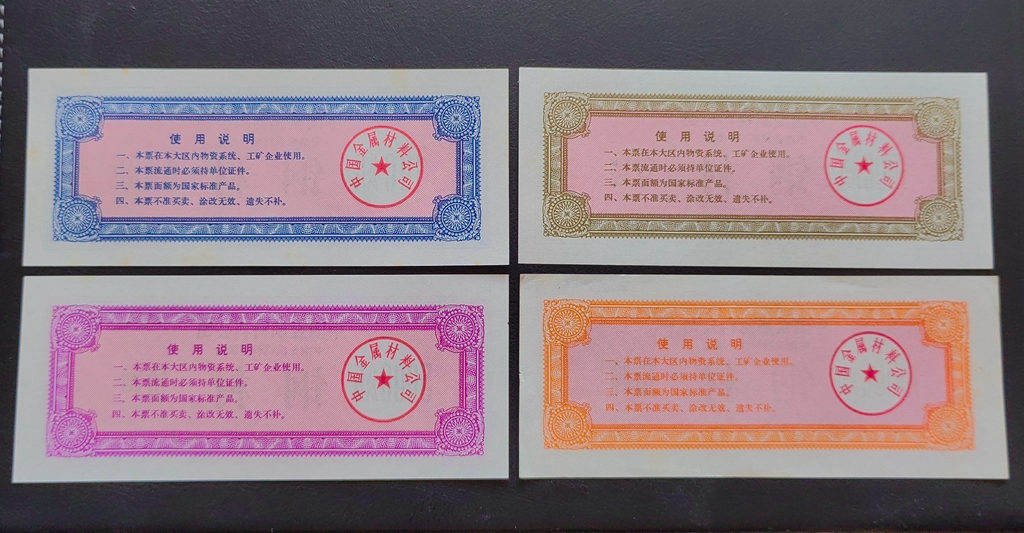 使用说明
一、本票在本大区内物资系统、工矿企业使用。
二、本票流通时必须持单位证件。
三、本票面额为国家标准产品。
四、本票不准买卖、涂改无效、遗失不补。
中国金属材料公司
使用说明
一、本票在本大区内物资系统、工矿企业使用。
二、本票流通时必须持单位证件。
三、本票面额为国家标准产品。
四、本票不准买卖、涂改无效、遗失不补。
中国金属材料公司
使用说明
一、本票在本大区内物资系统、工矿企业使用。
二、本票流通时必须持单位证件。
三、本票面额为国家标准产品。
四、本票不准买卖、涂改无效、遗失不补。
中国金属材料公司
使用说明
一、本票在本大区内物资系统、工矿企业使用。
二、本票流通时必须持单位证件。
三、本票面额为国家标准产品。
四、本票不准买卖、涂改无效、遗失不补。
中国金属材料公司